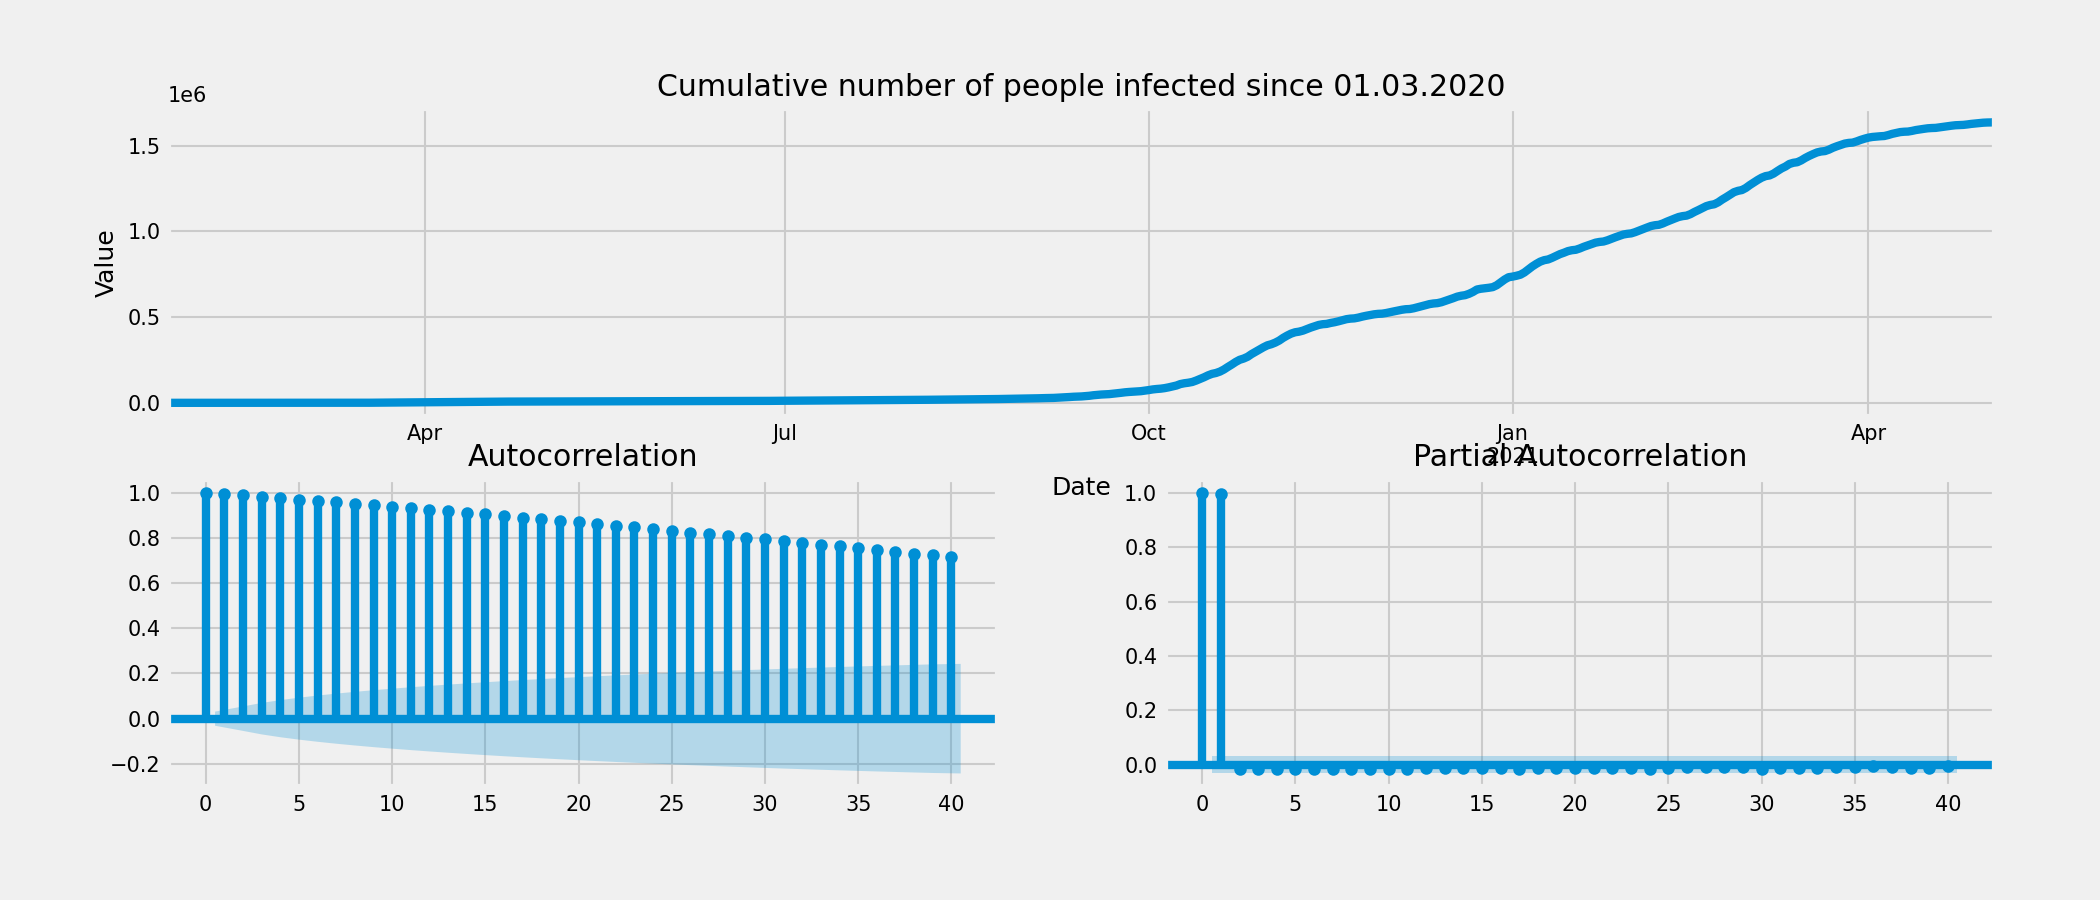 Cumulative number of people infected since 01.03.2020
1e6
Value
1.5
1.0
0.5
0.0
Apr
Jul
Oct
Jan
2021
Apr
Date
Autocorrelation
1.0
0.8
0.6
0.4
0.2
0.0
−0.2
0 5 10 15 20 25 30 35 40
Partial Autocorrelation
1.0
0.8
0.6
0.4
0.2
0.0
0 5 10 15 20 25 30 35 40